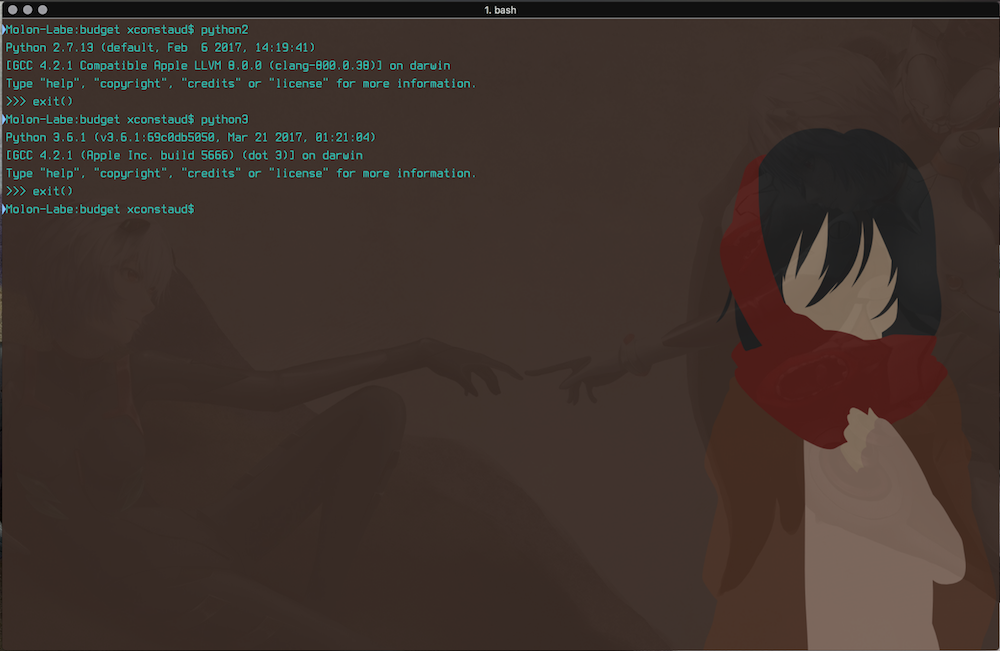 1. bash
Molon-Labe:budget xconstaud$ python2
Python 2.7.13 (default, Feb  6 2017, 14:19:41)
[GCC 4.2.1 Compatible Apple LLVM 8.0.0 (clang-800.0.38)] on darwin
Type "help", "copyright", "credits" or "license" for more information.
>>> exit()
Molon-Labe:budget xconstaud$ python3
Python 3.6.1 (v3.6.1:69c0db5050, Mar 21 2017, 01:21:04)
[GCC 4.2.1 (Apple Inc. build 5666) (dot 3)] on darwin
Type "help", "copyright", "credits" or "license" for more information.
>>> exit()
Molon-Labe:budget xconstaud$